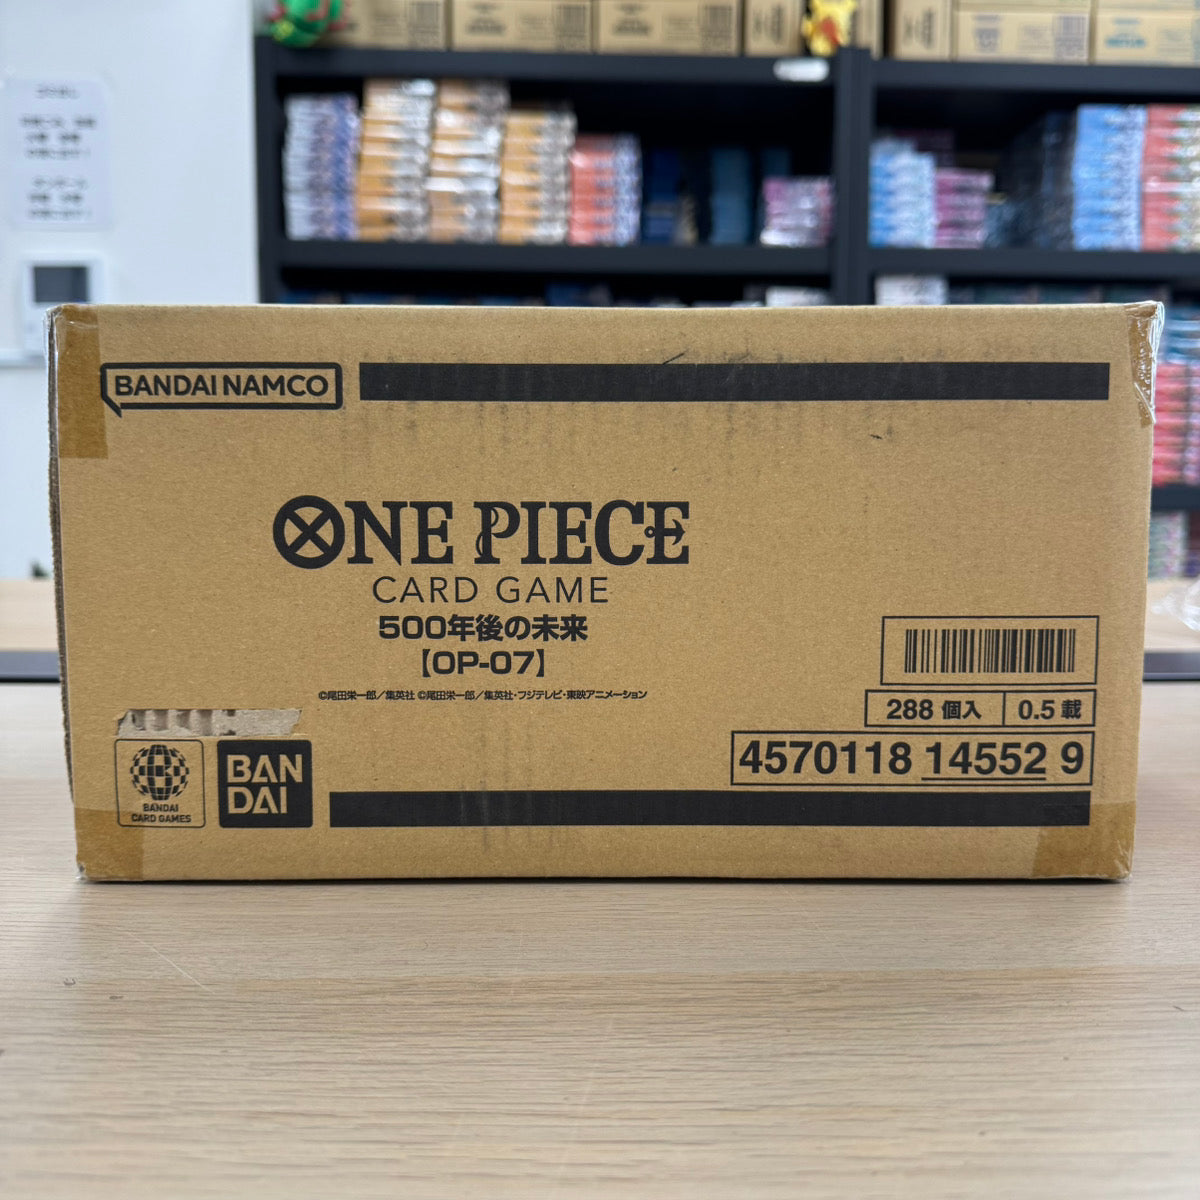 BANDAI NAMCO
ONE PIECE
CARD GAME
500年後の未来
【OP-07】
©尾田栄一郎／集英社 ©尾田栄一郎／集英社・フジテレビ・東映アニメーション
288 個入
0.5 載
4570118 14552 9
BANDAI
CARD GAMES
BAN
DAI